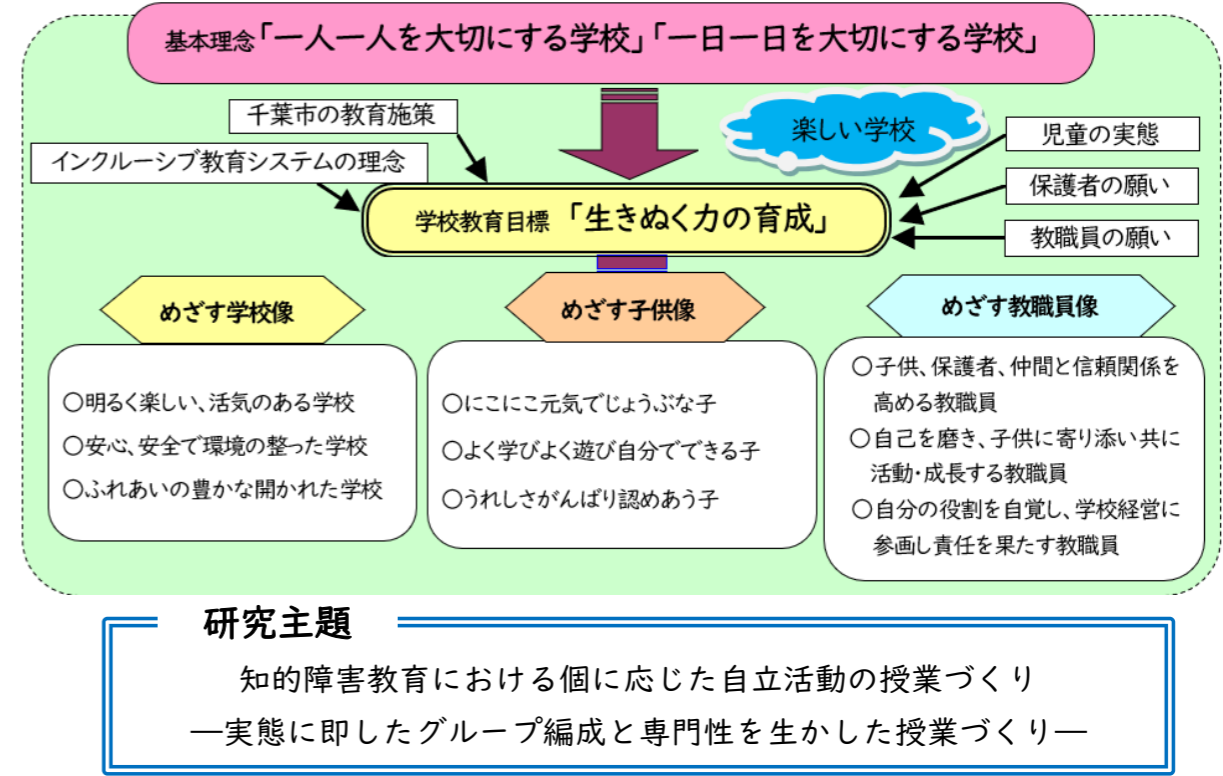 基本理念「一人一人を大切にする学校」「一日一日を大切にする学校」
千葉市の教育施策
インクルーシブ教育システムの理念
楽しい学校
児童の実態
保護者の願い
教職員の願い
学校教育目標 「生きぬく力の育成」
めざす学校像
○明るく楽しい、活気のある学校
○安心、安全で環境の整った学校
○ふれあいの豊かな開かれた学校
めざす子供像
○にこにこ元気でじょうぶな子
○よく学びよく遊び自分でできる子
○うれしさがんばり認めあう子
めざす教職員像
○子供、保護者、仲間と信頼関係を
高める教職員
○自己を磨き、子供に寄り添い共に
活動・成長する教職員
○自分の役割を自覚し、学校経営に
参画し責任を果たす教職員
研究主題
知的障害教育における個に応じた自立活動の授業づくり
―実態に即したグループ編成と専門性を生かした授業づくり―